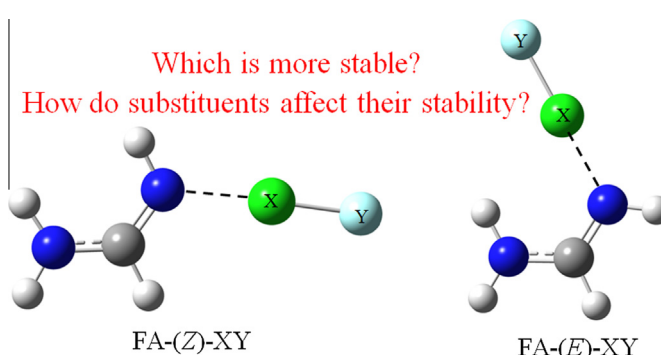 Which is more stable?
How do substituents affect their stability?
Y
X
X
Y
FA-(Z)-XY
FA-(E)-XY